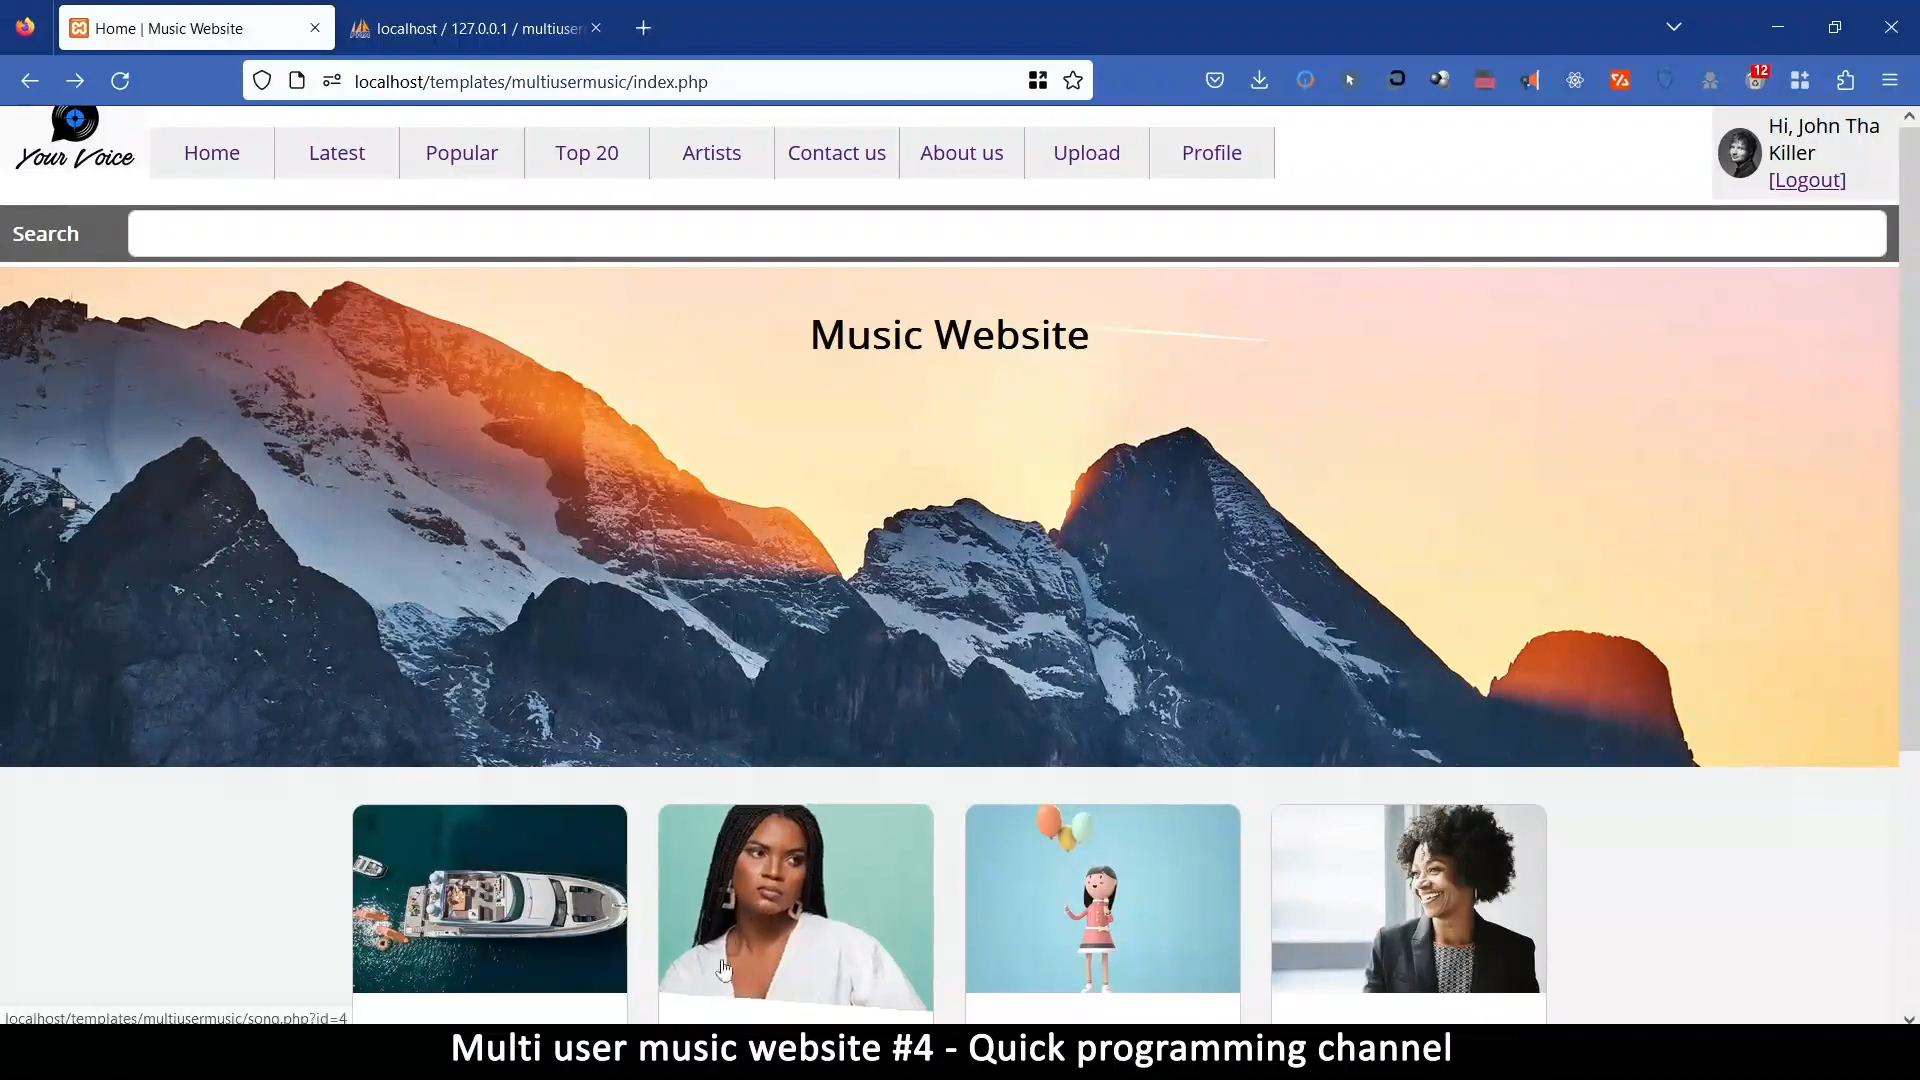 Home | Music Website
localhost / 127.0.0.1 / multiuser
localhost/templates/multiusermusic/index.php
12
Your Voice
Home
Latest
Popular
Top 20
Artists
Contact us
About us
Upload
Profile
Hi, John Tha
Killer
[Logout]
Search
Music Website
localhost/templates/multiusermusic/song.php?id=4
Multi user music website #4 - Quick programming channel